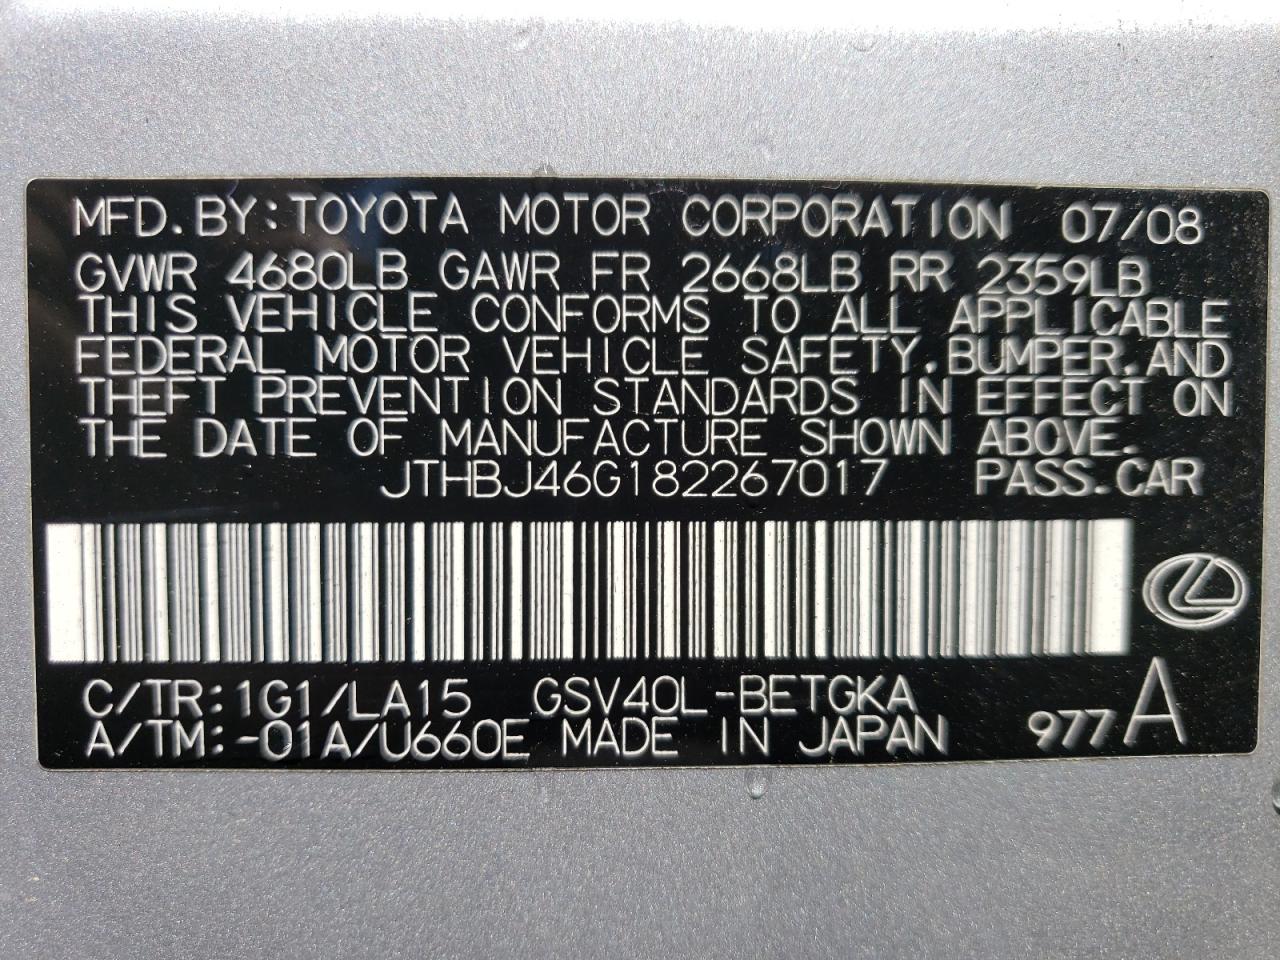 MFD. BY: TOYOTA MOTOR CORPORATION 07/08
GVWR 4680LB GAWR FR 2668LB RR 2359LB
THIS VEHICLE CONFORMS TO ALL APPLICABLE
FEDERAL MOTOR VEHICLE SAFETY, BUMPER, AND
THEFT PREVENTION STANDARDS IN EFFECT ON
THE DATE OF MANUFACTURE SHOWN ABOVE.
JTHBJ46G182267017 PASS. CAR
C/TR: 1G1/LA15 GSV40L-BETGKA
A/TM: -01A/U660E MADE IN JAPAN 977 A